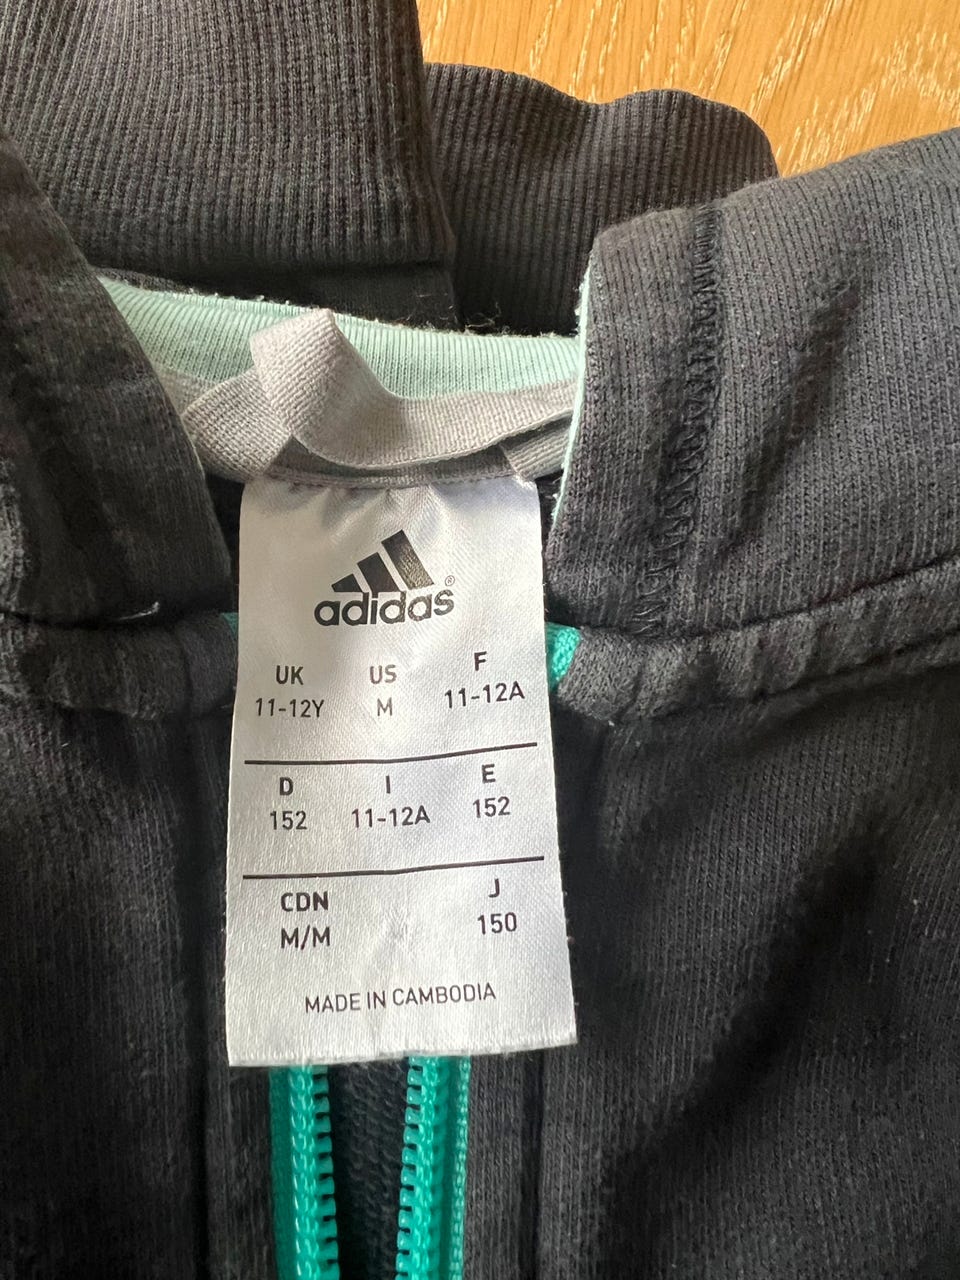 adidas®
UK US F
11-12Y M 11-12A
D I E
152 11-12A 152
CDN J
M/M 150
MADE IN CAMBODIA